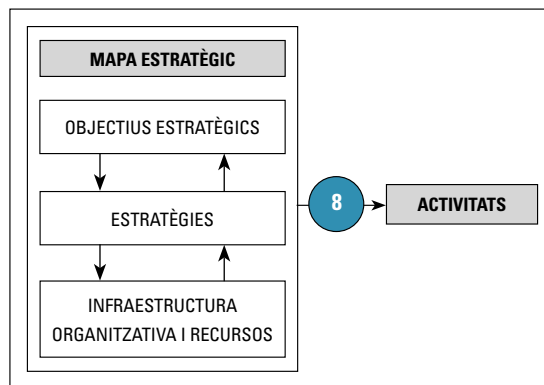 MAPA ESTRATÈGIC
OBJECTIUS ESTRATÈGICS
ESTRATÈGIES
INFRAESTRUCTURA
ORGANITZATIVA I RECURSOS
8
ACTIVITATS